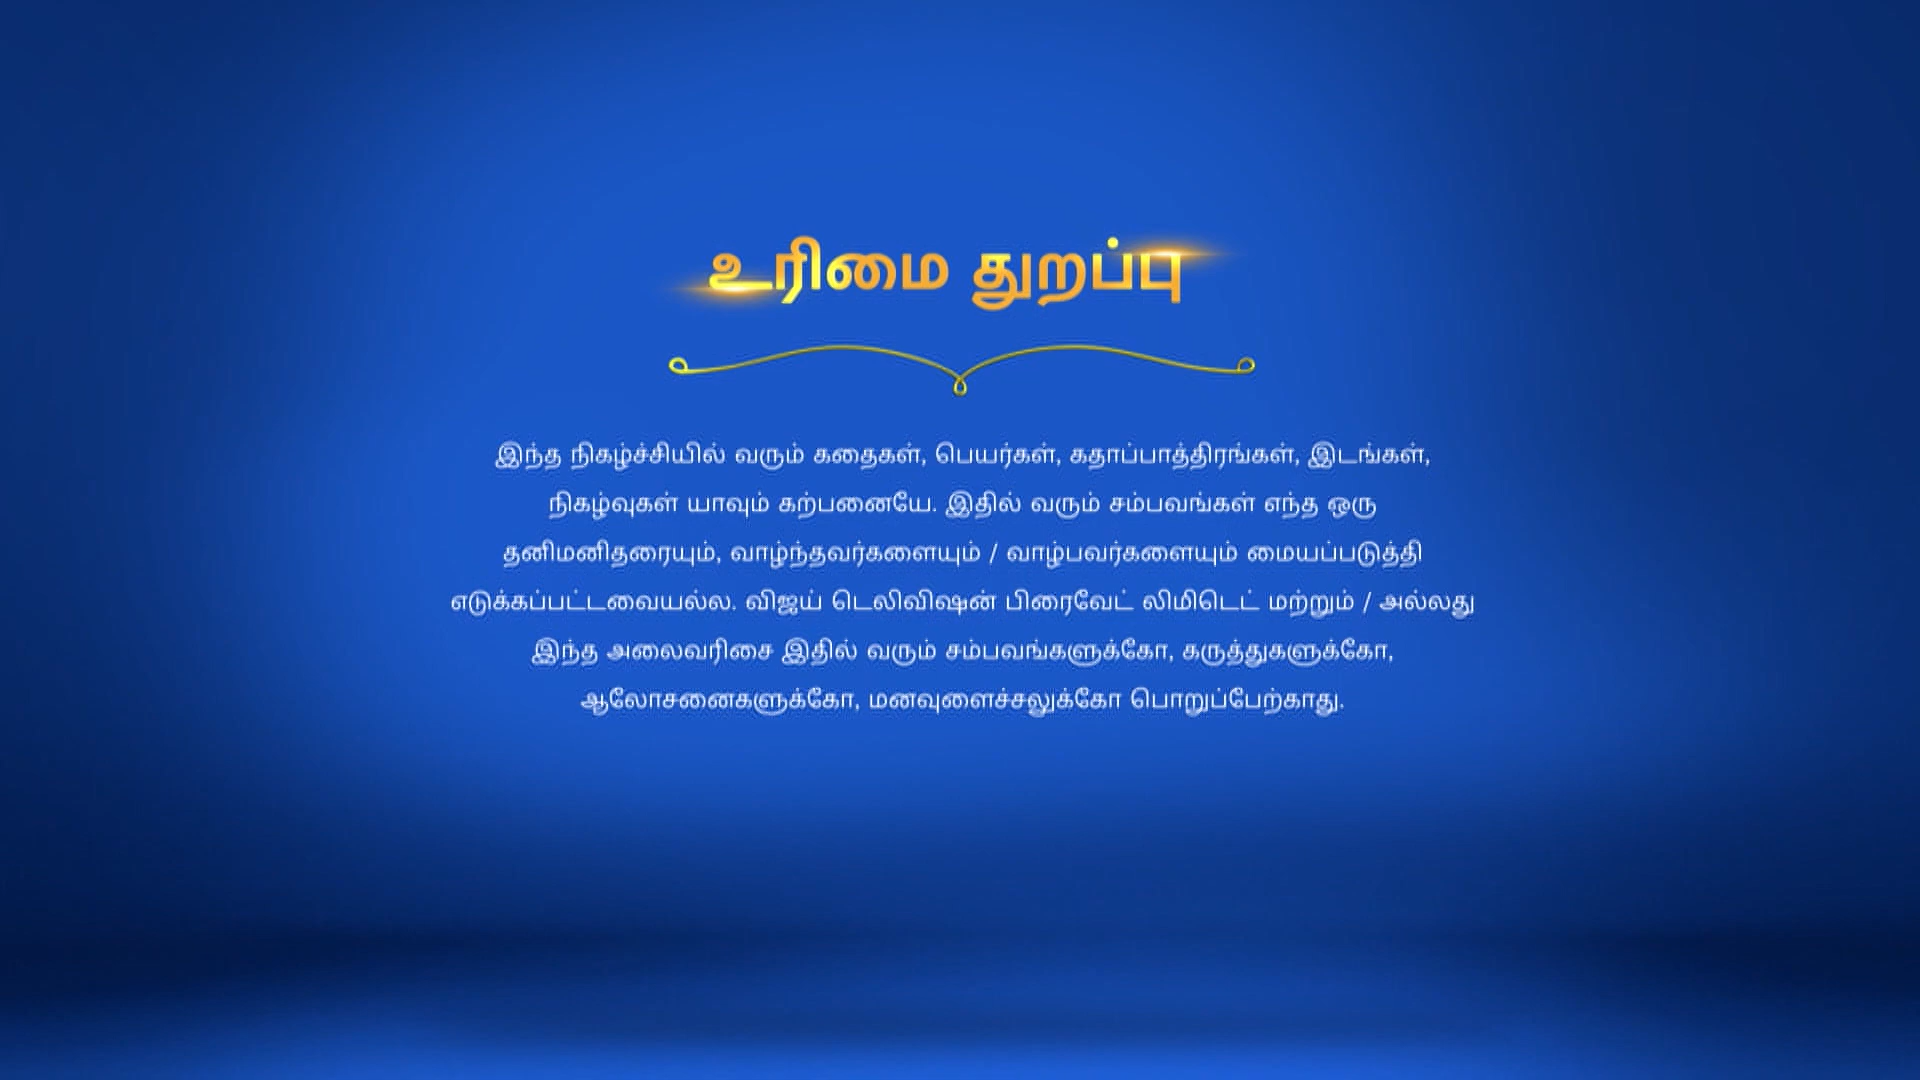 உரிமை துறப்பு
இந்த நிகழ்ச்சியில் வரும் கதைகள், பெயர்கள், கதாப்பாத்திரங்கள், இடங்கள்,
நிகழ்வுகள் யாவும் கற்பனையே. இதில் வரும் சம்பவங்கள் எந்த ஒரு
தனிமனிதரையும், வாழ்ந்தவர்களையும் / வாழ்பவர்களையும் மையப்படுத்தி
எடுக்கப்பட்டவையல்ல. விஜய் டெலிவிஷன் பிரைவேட் லிமிடெட் மற்றும் / அல்லது
இந்த அலைவரிசை இதில் வரும் சம்பவங்களுக்கோ, கருத்துகளுக்கோ,
ஆலோசனைகளுக்கோ, மனவுளைச்சலுக்கோ பொறுப்பேற்காது.